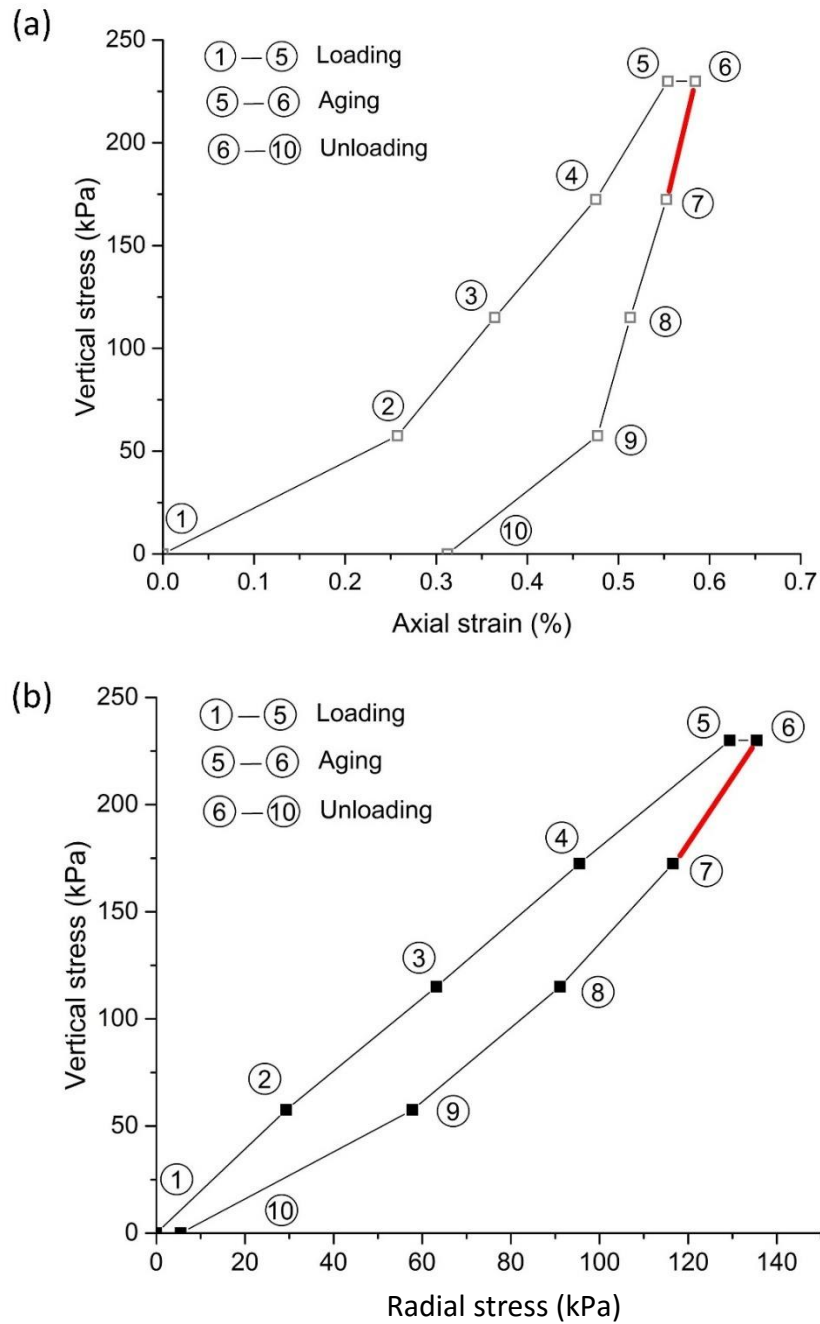 (a)
250
200
150
100
50
0
Vertical stress (kPa)
① — ⑤ Loading
⑤ — ⑥ Aging
⑥ — ⑩ Unloading
⑤ ⑥
④
⑦
③
⑧
②
⑨
①
⑩
0.0 0.1 0.2 0.3 0.4 0.5 0.6 0.7
Axial strain (%)
(b)
250
200
150
100
50
0
Vertical stress (kPa)
① — ⑤ Loading
⑤ — ⑥ Aging
⑥ — ⑩ Unloading
⑤ ⑥
④
⑦
③
⑧
②
⑨
①
⑩
0 20 40 60 80 100 120 140
Radial stress (kPa)